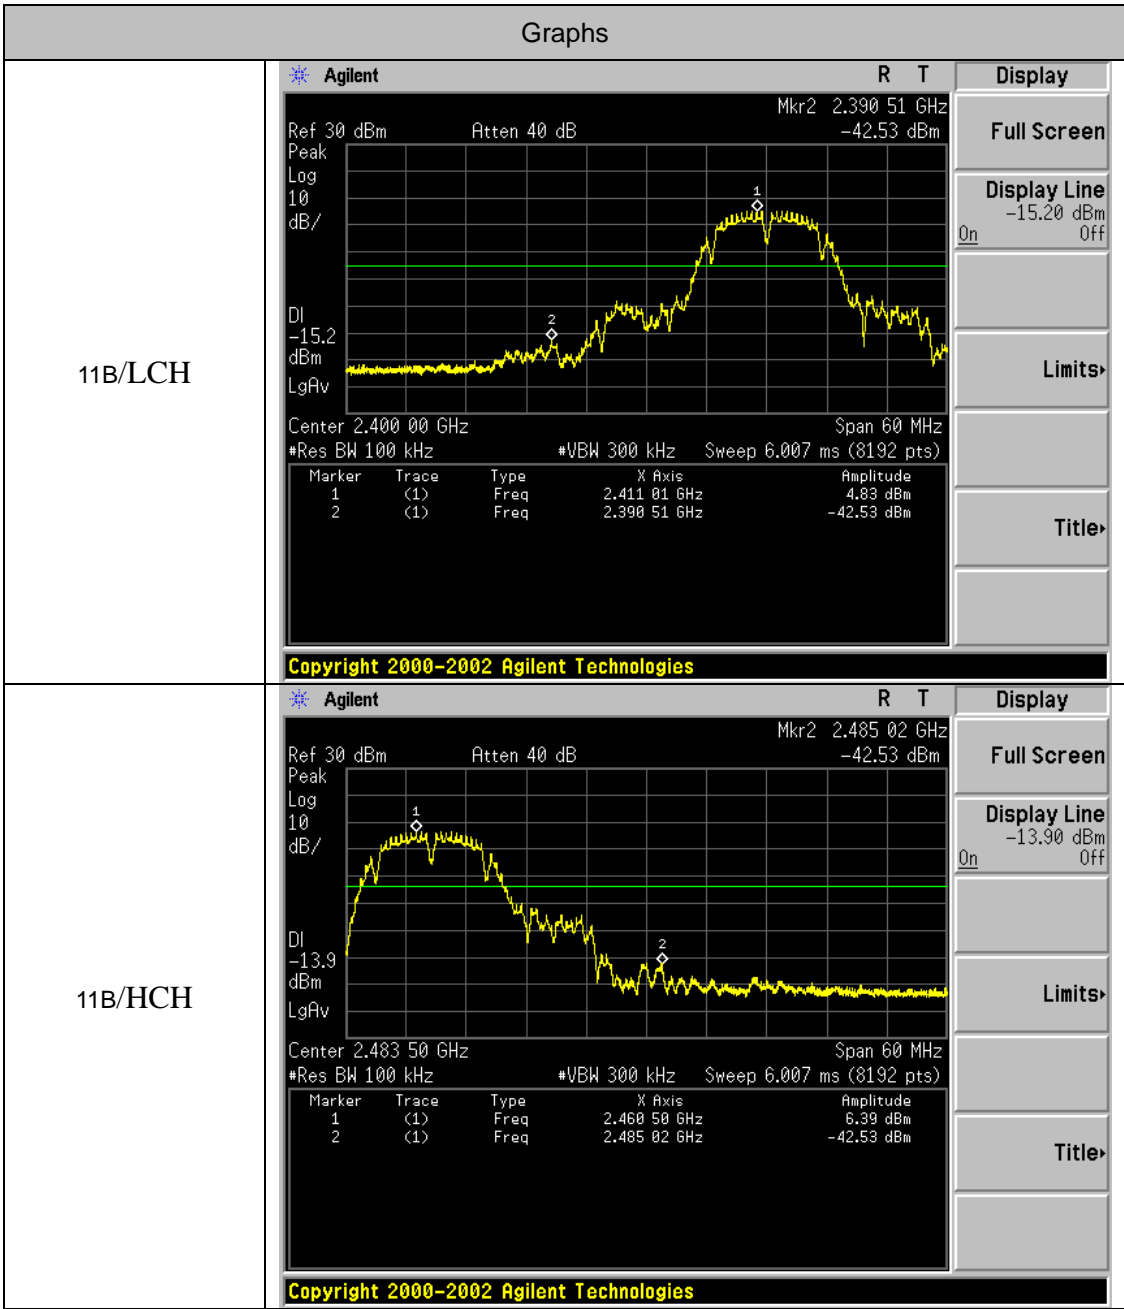 Graphs
11B/LCH
Agilent R T Display
Mkr2 2.390 51 GHz
Ref 30 dBm Atten 40 dB -42.53 dBm
Peak
Log
10
dB/
1
2
DI
-15.2
dBm
LgAv
Center 2.400 00 GHz Span 60 MHz
#Res BW 100 kHz #VBW 300 kHz Sweep 6.007 ms (8192 pts)
Marker Trace Type X Axis Amplitude
1 (1) Freq 2.411 01 GHz 4.83 dBm
2 (1) Freq 2.390 51 GHz -42.53 dBm
Full Screen
Display Line
-15.20 dBm
On Off
Limits
Title
Copyright 2000-2002 Agilent Technologies
11B/HCH
Agilent R T Display
Mkr2 2.485 02 GHz
Ref 30 dBm Atten 40 dB -42.53 dBm
Peak
Log
10
dB/
1
2
DI
-13.9
dBm
LgAv
Center 2.483 50 GHz Span 60 MHz
#Res BW 100 kHz #VBW 300 kHz Sweep 6.007 ms (8192 pts)
Marker Trace Type X Axis Amplitude
1 (1) Freq 2.460 50 GHz 6.39 dBm
2 (1) Freq 2.485 02 GHz -42.53 dBm
Full Screen
Display Line
-13.90 dBm
On Off
Limits
Title
Copyright 2000-2002 Agilent Technologies